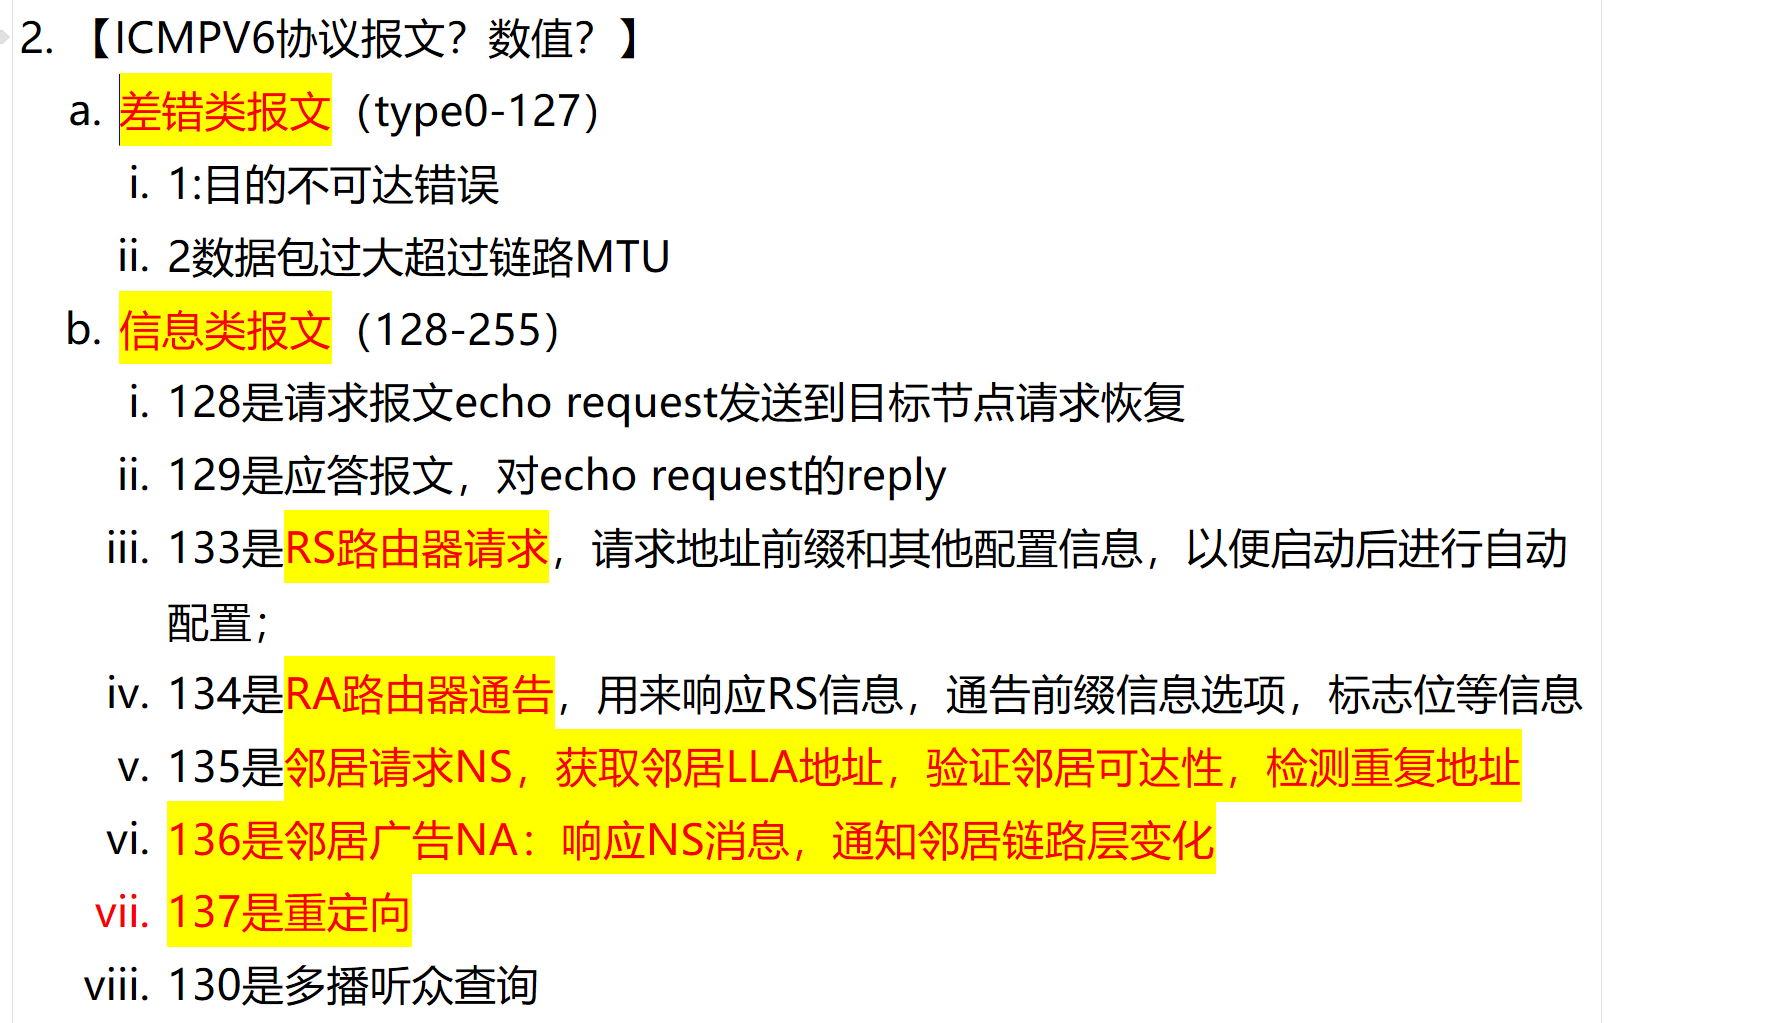 2. 【ICMPV6协议报文？数值？】
a. 差错类报文（type0-127）
i. 1:目的不可达错误
ii. 2数据包过大超过链路MTU
b. 信息类报文（128-255）
i. 128是请求报文echo request发送到目标节点请求恢复
ii. 129是应答报文，对echo request的reply
iii. 133是RS路由器请求，请求地址前缀和其他配置信息，以便启动后进行自动
配置；
iv. 134是RA路由器通告，用来响应RS信息，通告前缀信息选项，标志位等信息
v. 135是邻居请求NS，获取邻居LLA地址，验证邻居可达性，检测重复地址
vi. 136是邻居广告NA：响应NS消息，通知邻居链路层变化
vii. 137是重定向
viii. 130是多播听众查询